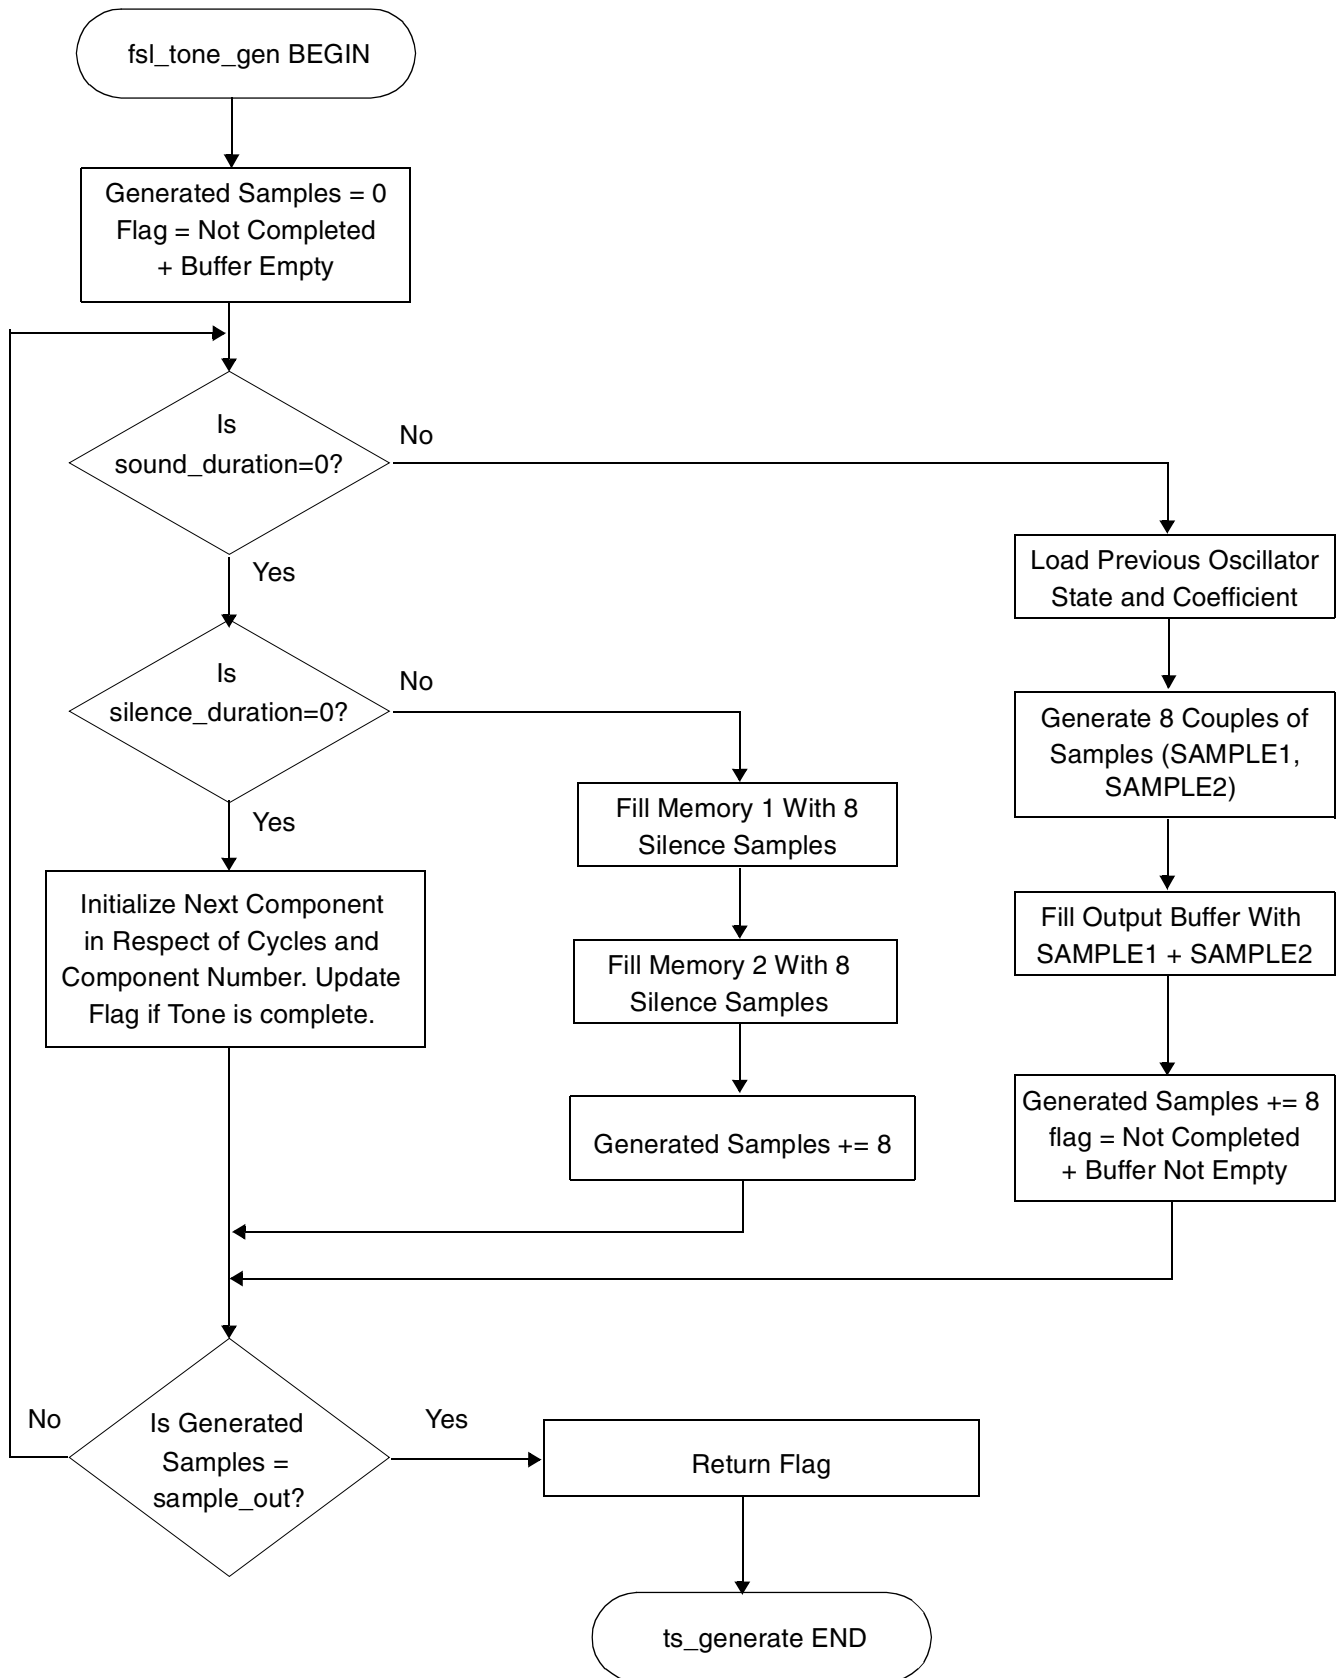 fsl_tone_gen BEGIN
Generated Samples = 0
Flag = Not Completed
+ Buffer Empty
Is
sound_duration=0?
No
Yes
Load Previous Oscillator
State and Coefficient
Is
silence_duration=0?
No
Yes
Generate 8 Couples of
Samples (SAMPLE1,
SAMPLE2)
Fill Memory 1 With 8
Silence Samples
Initialize Next Component
in Respect of Cycles and
Component Number. Update
Flag if Tone is complete.
Fill Output Buffer With
SAMPLE1 + SAMPLE2
Fill Memory 2 With 8
Silence Samples
Generated Samples += 8
Generated Samples += 8
flag = Not Completed
+ Buffer Not Empty
No
Is Generated
Samples =
sample_out?
Yes
Return Flag
ts_generate END